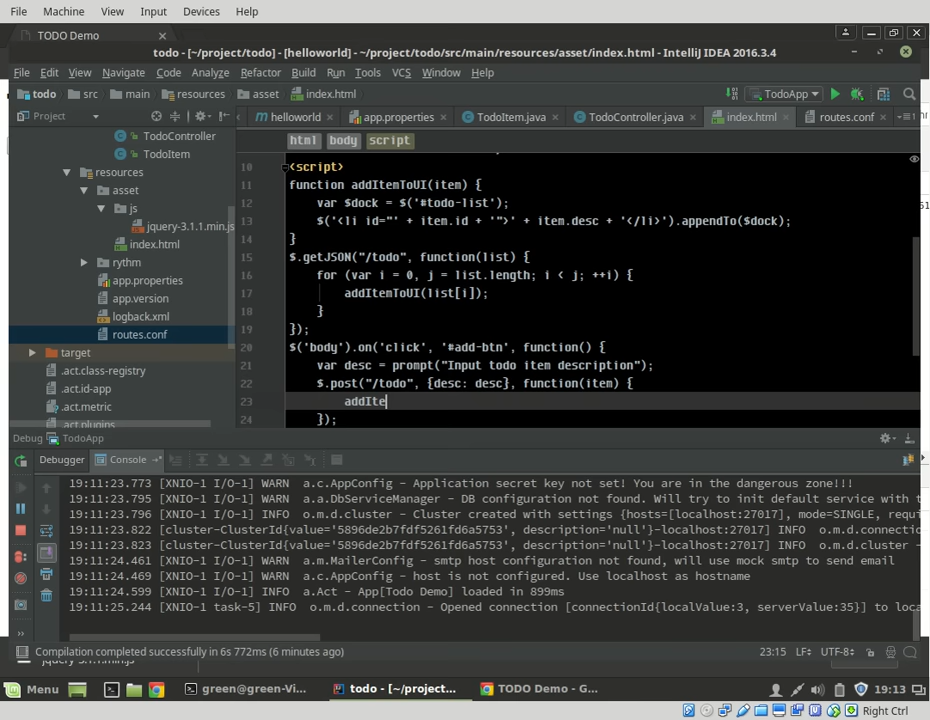 File Machine View Input Devices Help
TODO Demo
todo - [~/project/todo] - [helloworld] - ~/project/todo/src/main/resources/asset/index.html - IntelliJ IDEA 2016.3.4
File Edit View Navigate Code Analyze Refactor Build Run Tools VCS Window Help
todo src main resources asset index.html TodoApp
Project helloworld app.properties TodoItem.java TodoController.java index.html routes.conf
TodoController
TodoItem
resources
asset
js
jquery-3.1.1.min.js
index.html
rythm
app.properties
app.version
logback.xml
routes.conf
target
.act.class-registry
.act.id-app
.act.metric
.act.plugins
html body script
10 <script>
11 function addItemToUI(item) {
12 var $dock = $('#todo-list');
13 $('<li id="' + item.id + '">' + item.desc + '</li>').appendTo($dock);
14 }
15 $.getJSON("/todo", function(list) {
16 for (var i = 0, j = list.length; i < j; ++i) {
17 addItemToUI(list[i]);
18 }
19 });
20 $('body').on('click', '#add-btn', function() {
21 var desc = prompt("Input todo item description");
22 $.post("/todo", {desc: desc}, function(item) {
23 addIte
24 });
Debug TodoApp
Debugger Console
19:11:23.773 [XNIO-1 I/O-1] WARN a.c.AppConfig - Application secret key not set! You are in the dangerous zone!!!
19:11:23.795 [XNIO-1 I/O-1] WARN a.a.DbServiceManager - DB configuration not found. Will try to init default service with t
19:11:23.796 [XNIO-1 I/O-1] INFO o.m.d.cluster - Cluster created with settings {hosts=[localhost:27017], mode=SINGLE, requi
19:11:23.822 [cluster-ClusterId{value='5896de2b7fdf5261fd6a5753', description='null'}-localhost:27017] INFO o.m.d.connectio
19:11:23.823 [cluster-ClusterId{value='5896de2b7fdf5261fd6a5753', description='null'}-localhost:27017] INFO o.m.d.cluster -
19:11:24.461 [XNIO-1 I/O-1] WARN a.m.MailerConfig - smtp host configuration not found, will use mock smtp to send email
19:11:24.469 [XNIO-1 I/O-1] WARN a.c.AppConfig - host is not configured. Use localhost as hostname
19:11:24.599 [XNIO-1 I/O-1] INFO a.Act - App[Todo Demo] loaded in 899ms
19:11:25.244 [XNIO-1 task-5] INFO o.m.d.connection - Opened connection [connectionId{localValue:3, serverValue:35}] to loca
Compilation completed successfully in 6s 772ms (6 minutes ago) 23:15 LF UTF-8
Menu green@green-Vi... todo - [~/project... TODO Demo - G... 19:13
Right Ctrl